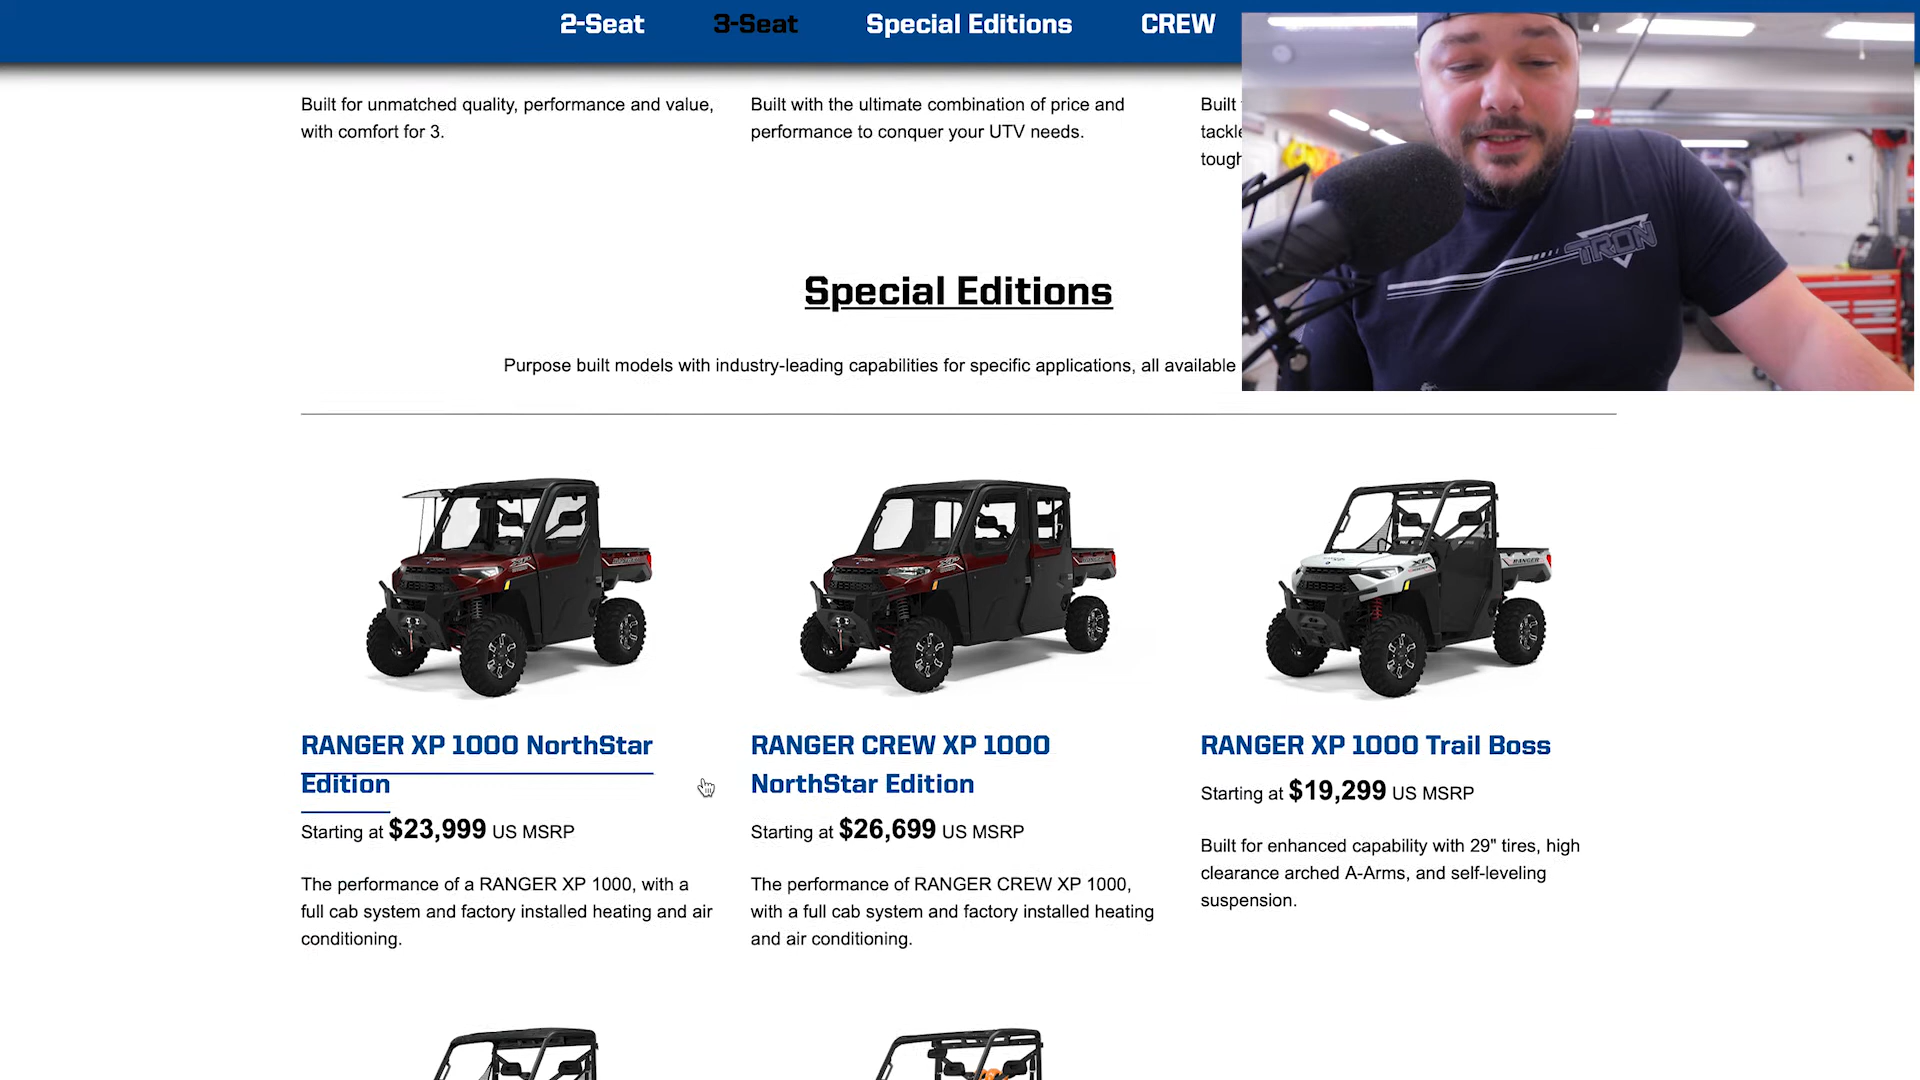 2-Seat
3-Seat
Special Editions
CREW
Built for unmatched quality, performance and value,
with comfort for 3.
Built with the ultimate combination of price and
performance to conquer your UTV needs.
Built
tackle
tough
TRON
Special Editions
Purpose built models with industry-leading capabilities for specific applications, all available
RANGER
RANGER XP 1000 NorthStar
Edition
Starting at $23,999 US MSRP
The performance of a RANGER XP 1000, with a
full cab system and factory installed heating and air
conditioning.
RANGER CREW XP 1000
NorthStar Edition
Starting at $26,699 US MSRP
The performance of RANGER CREW XP 1000,
with a full cab system and factory installed heating
and air conditioning.
RANGER XP 1000 Trail Boss
Starting at $19,299 US MSRP
Built for enhanced capability with 29" tires, high
clearance arched A-Arms, and self-leveling
suspension.